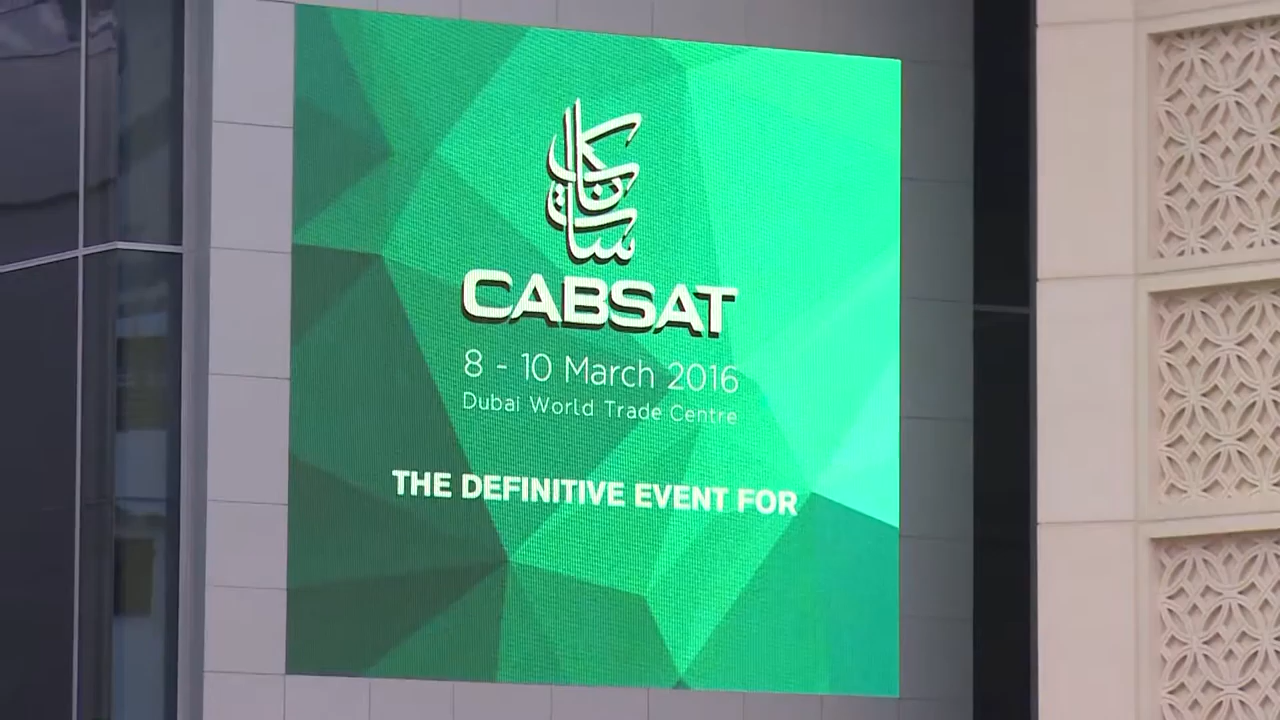 كابسات
CABSAT
8 - 10 March 2016
Dubai World Trade Centre
THE DEFINITIVE EVENT FOR